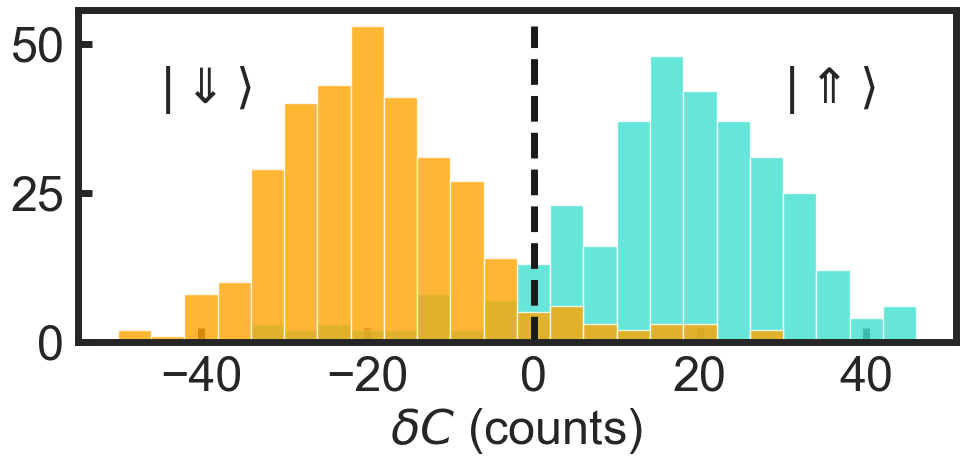 50
| ⇓ ⟩ | ⇑ ⟩
25
0
−40 −20 0 20 40
δC (counts)